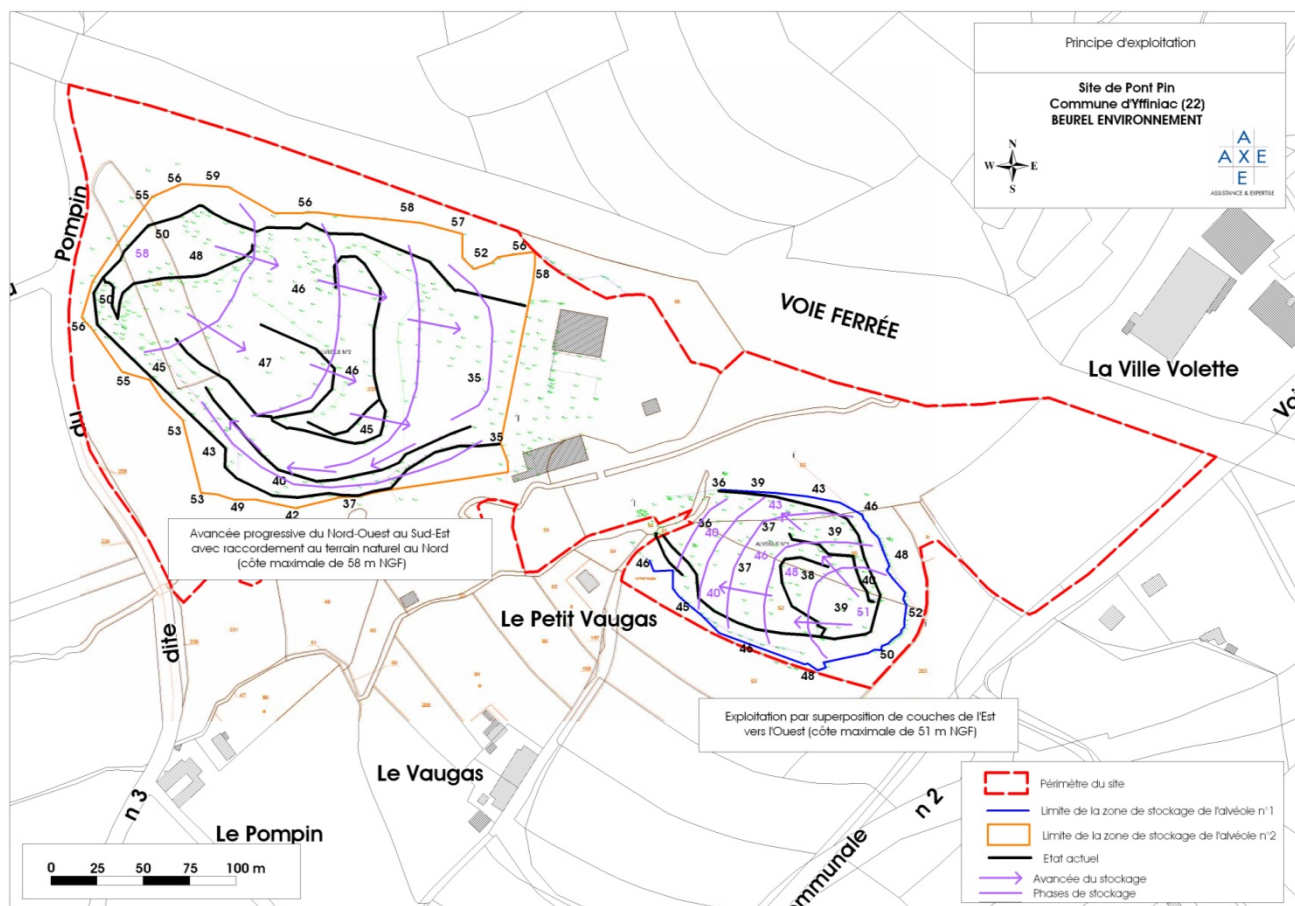 Principe d'exploitation
Site de Pont Pin
Commune d'Yffiniac (22)
BEUREL ENVIRONNEMENT
N
W
E
S
A
A X E
E
ASSISTANCE & EXPERTISE
Pompin
du
dite
n 3
VOIE FERRÉE
La Ville Volette
59
56
55
56
58
57
52
56
58
50
48
58
46
50
56
45
47
46
35
55
ALVEOLE N°2
45
53
43
35
40
53
49
42
37
Avancée progressive du Nord-Ouest au Sud-Est
avec raccordement au terrain naturel au Nord
(côte maximale de 58 m NGF)
36
39
43
46
43
36
40
37
39
48
46
ALVEOLE N°1
46
37
48
38
40
40
39
51
52
45
46
50
48
Le Petit Vaugas
Exploitation par superposition de couches de l'Est
vers l'Ouest (côte maximale de 51 m NGF)
Le Vaugas
Le Pompin
n 2
ommunale
0 25 50 75 100 m
Périmètre du site
Limite de la zone de stockage de l'alvéole n°1
Limite de la zone de stockage de l'alvéole n°2
Etat actuel
Avancée du stockage
Phases de stockage